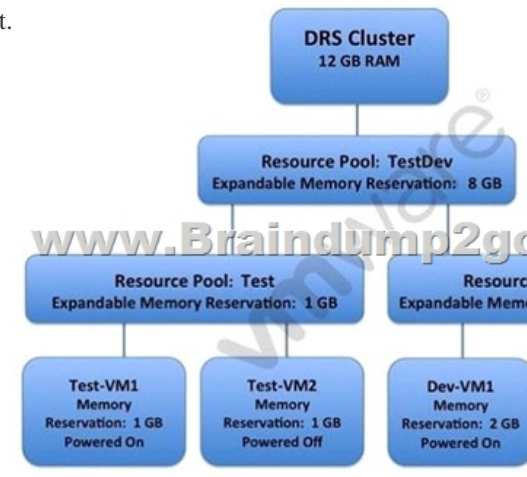 t.
DRS Cluster
12 GB RAM
Resource Pool: TestDev
Expandable Memory Reservation: 8 GB
www.Braindump2go
vmware®
Resource Pool: Test
Expandable Memory Reservation: 1 GB
Resourc
Expandable Memo
Test-VM1
Memory
Reservation: 1 GB
Powered On
Test-VM2
Memory
Reservation: 1 GB
Powered Off
Dev-VM1
Memory
Reservation: 2 GB
Powered On